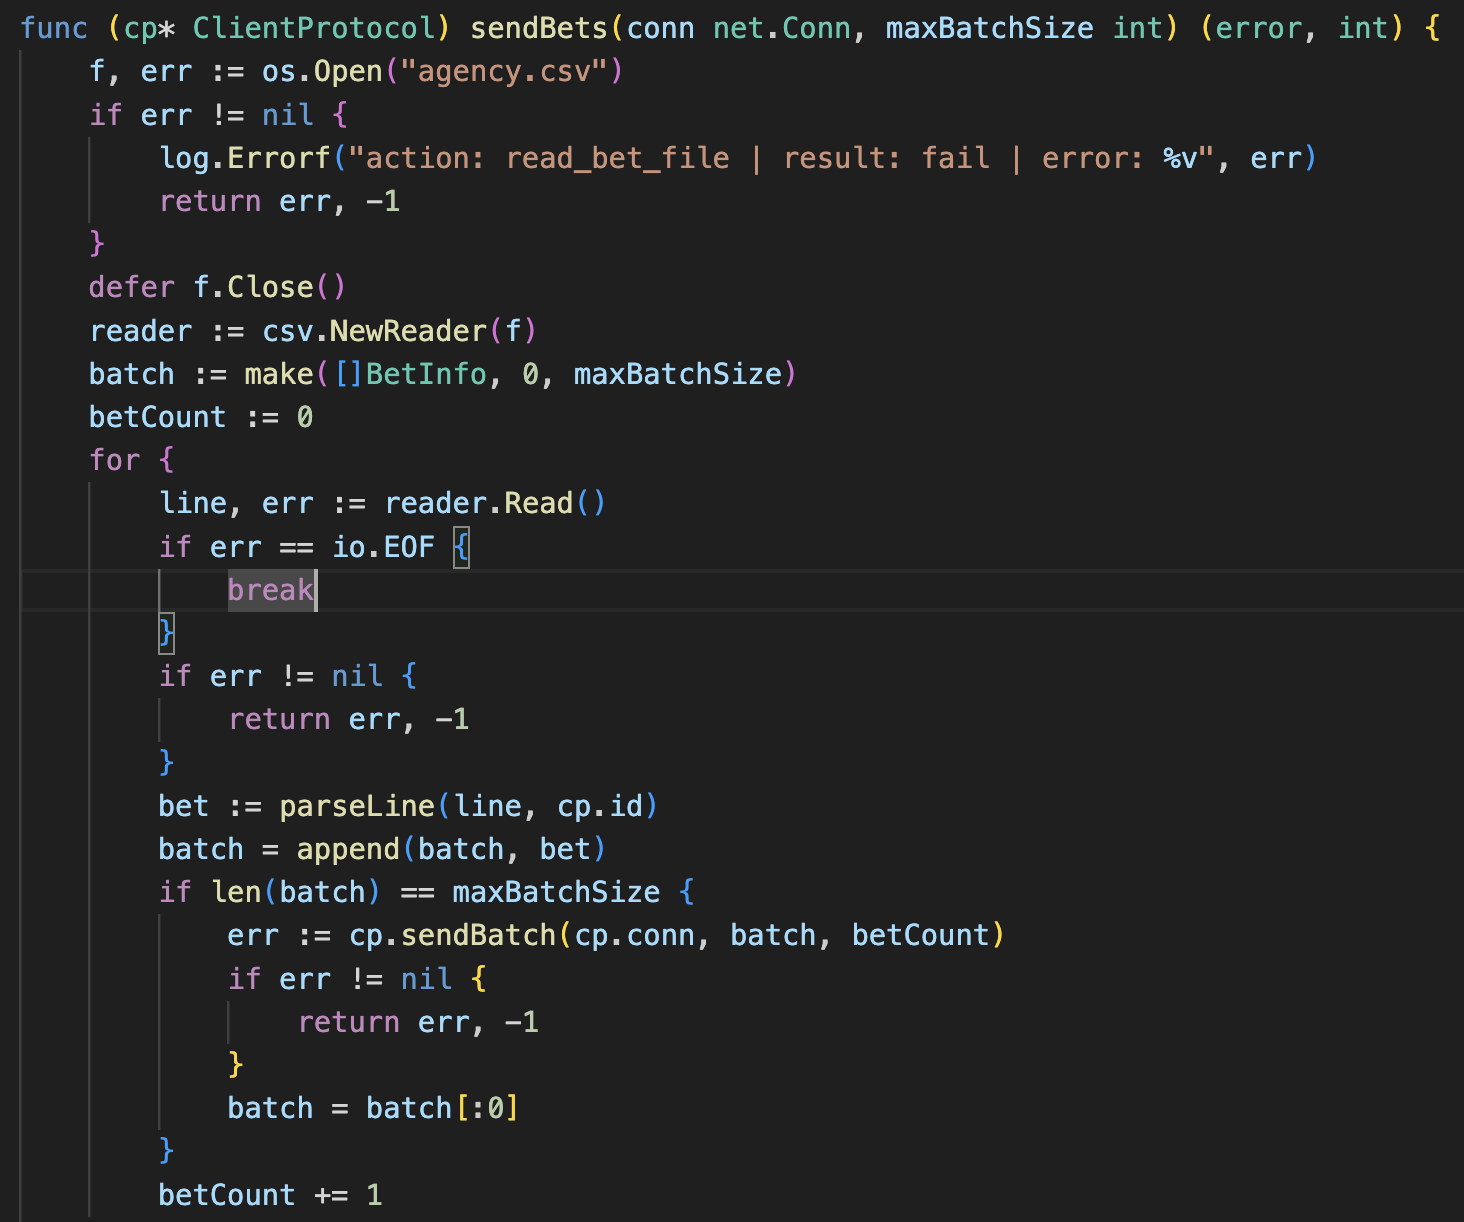 func (cp* ClientProtocol) sendBets(conn net.Conn, maxBatchSize int) (error, int) {
    f, err := os.Open("agency.csv")
    if err != nil {
        log.Errorf("action: read_bet_file | result: fail | error: %v", err)
        return err, -1
    }
    defer f.Close()
    reader := csv.NewReader(f)
    batch := make([]BetInfo, 0, maxBatchSize)
    betCount := 0
    for {
        line, err := reader.Read()
        if err == io.EOF {
            break
        }
        if err != nil {
            return err, -1
        }
        bet := parseLine(line, cp.id)
        batch = append(batch, bet)
        if len(batch) == maxBatchSize {
            err := cp.sendBatch(cp.conn, batch, betCount)
            if err != nil {
                return err, -1
            }
            batch = batch[:0]
        }
        betCount += 1